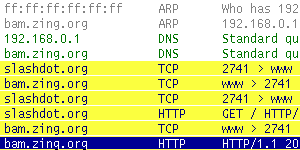 ff:ff:ff:ff:ff:ff ARP Who has 192
bam.zing.org ARP 192.168.0.1
192.168.0.1 DNS Standard qu
bam.zing.org DNS Standard qu
slashdot.org TCP 2741 > www
bam.zing.org TCP www > 2741
slashdot.org TCP 2741 > www
slashdot.org HTTP GET / HTTP/
bam.zing.org TCP www > 2741
bam.zing.org HTTP HTTP/1.1 20